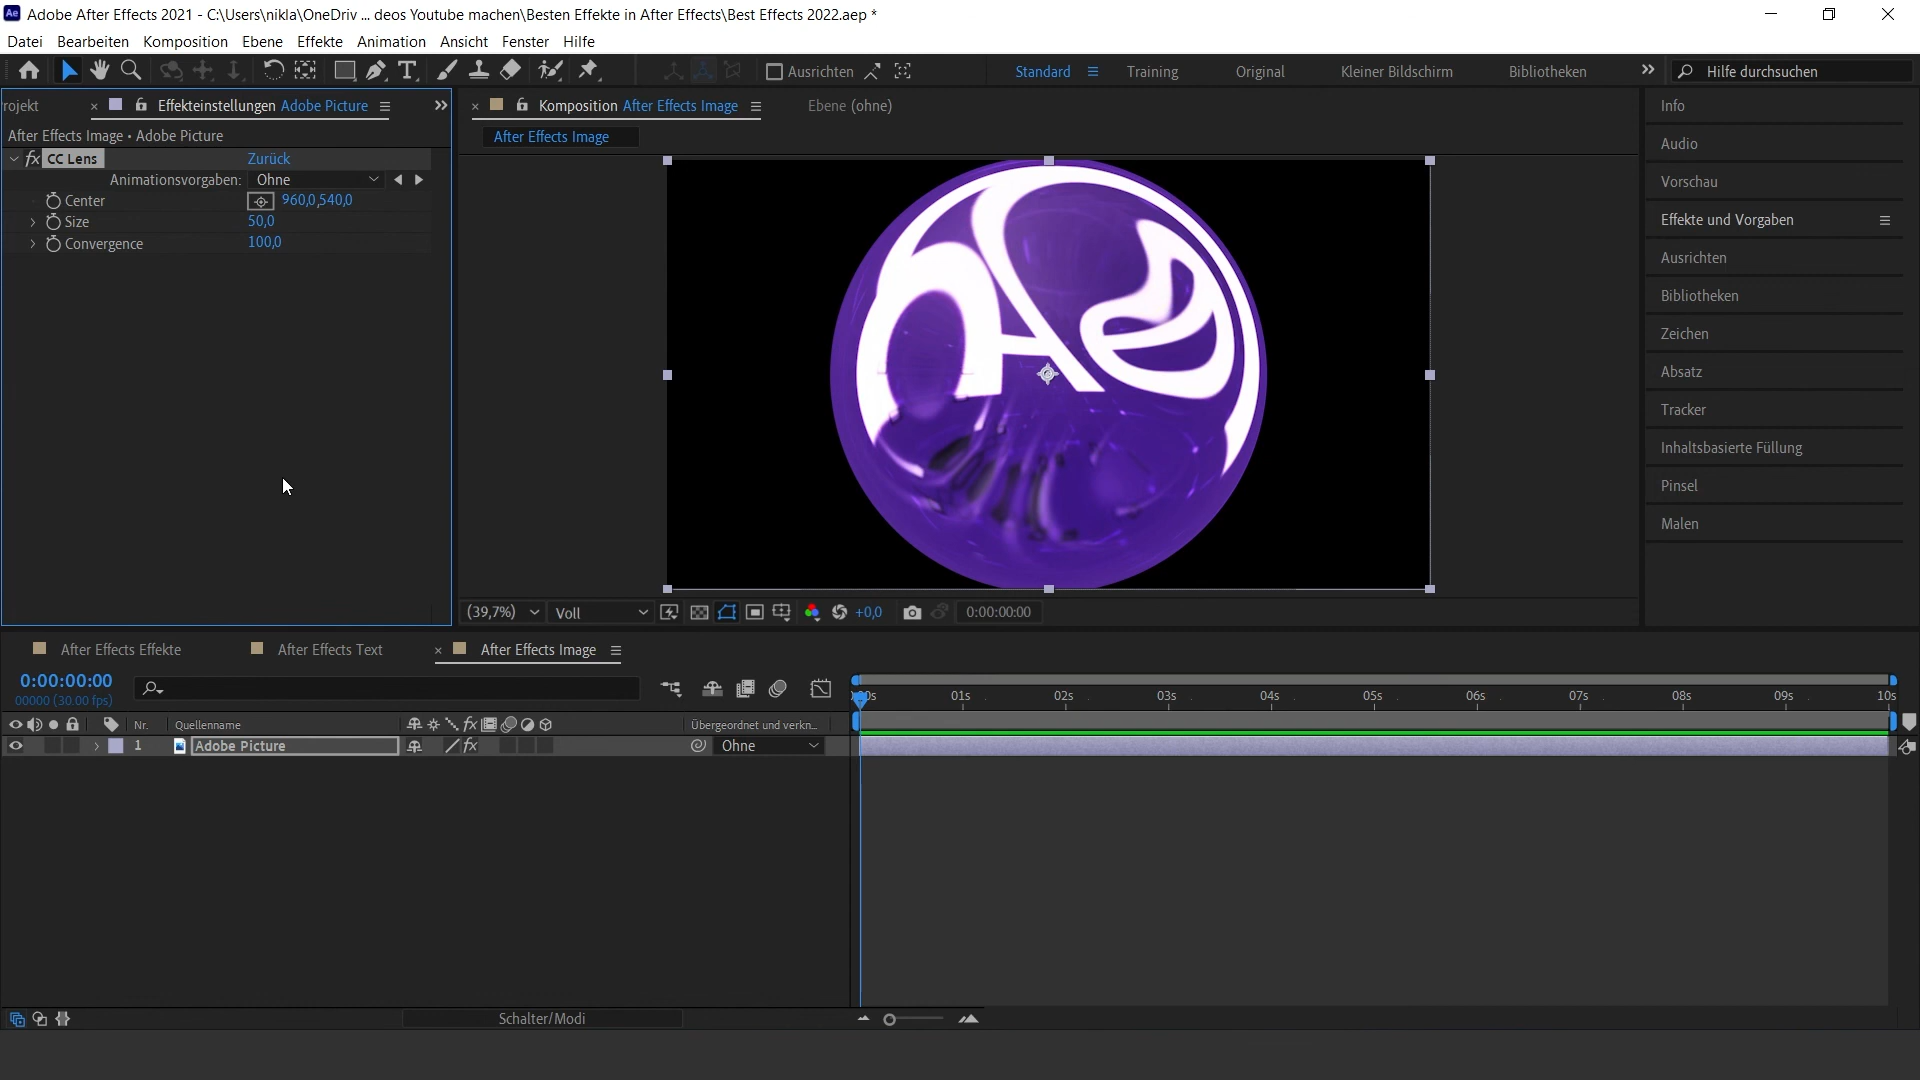 Ae Adobe After Effects 2021 - C:\Users\nikla\OneDriv ... deos Youtube machen\Besten Effekte in After Effects\Best Effects 2022.aep *
Datei Bearbeiten Komposition Ebene Effekte Animation Ansicht Fenster Hilfe
Ausrichten Standard Training Original Kleiner Bildschirm Bibliotheken Hilfe durchsuchen
rojekt Effekteinstellungen Adobe Picture Komposition After Effects Image Ebene (ohne)
After Effects Image • Adobe Picture
After Effects Image
fx CC Lens Zurück
Animationsvorgaben: Ohne
Center 960,0,540,0
Size 50,0
Convergence 100,0
Ae
(39,7%) Voll +0,0 0:00:00:00
Info
Audio
Vorschau
Effekte und Vorgaben
Ausrichten
Bibliotheken
Zeichen
Absatz
Tracker
Inhaltsbasierte Füllung
Pinsel
Malen
After Effects Effekte After Effects Text After Effects Image
0:00:00:00
00000 (30.00 fps)
01s 02s 03s 04s 05s 06s 07s 08s 09s 10s
Nr. Quellenname fx Übergeordnet und verkn...
1 Adobe Picture fx Ohne
Schalter/Modi